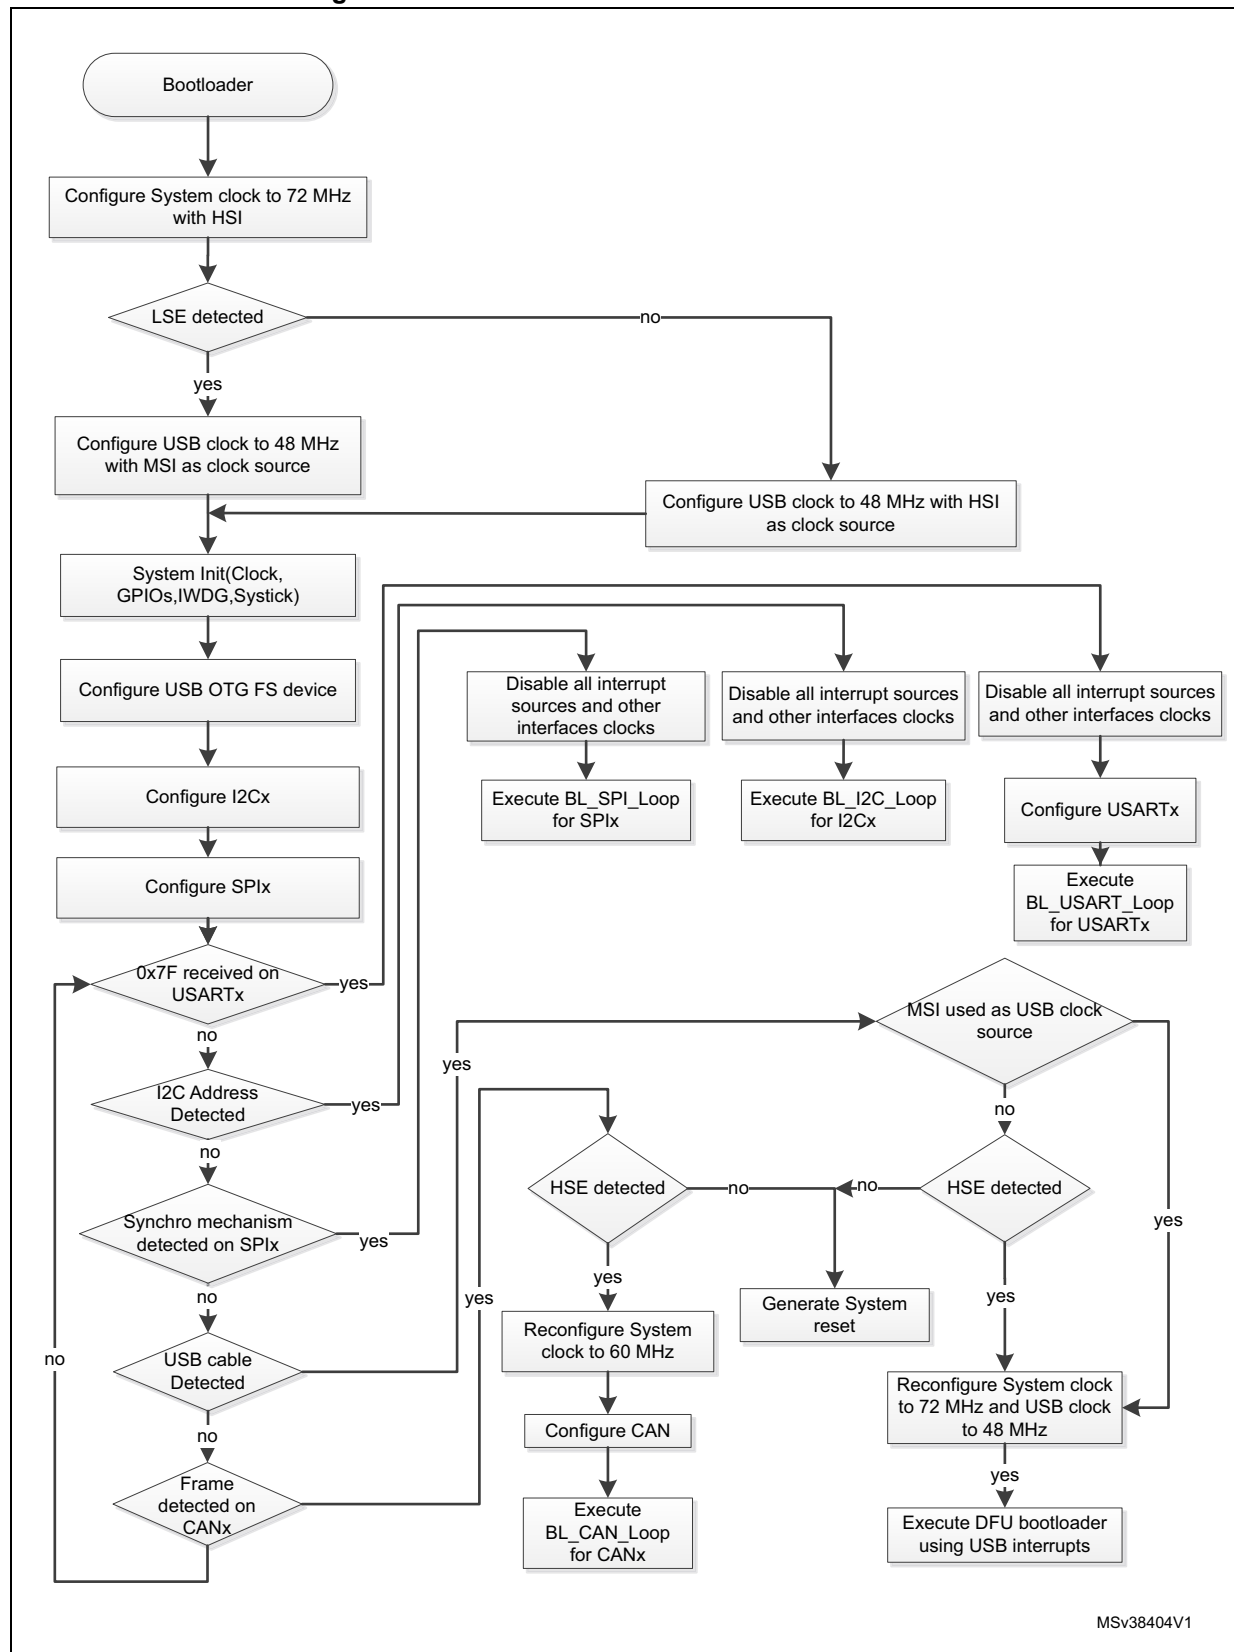 Bootloader
Configure System clock to 72 MHz
with HSI
LSE detected
no
yes
Configure USB clock to 48 MHz
with MSI as clock source
Configure USB clock to 48 MHz with HSI
as clock source
System Init(Clock,
GPIOs,IWDG,Systick)
Configure USB OTG FS device
Disable all interrupt
sources and other
interfaces clocks
Disable all interrupt sources
and other interfaces clocks
Disable all interrupt sources
and other interfaces clocks
Configure I2Cx
Execute BL_SPI_Loop
for SPIx
Execute BL_I2C_Loop
for I2Cx
Configure USARTx
Configure SPIx
Execute
BL_USART_Loop
for USARTx
0x7F received on
USARTx
yes
no
MSI used as USB clock
source
yes
I2C Address
Detected
yes
no
no
HSE detected
no
no
HSE detected
Synchro mechanism
detected on SPIx
yes
yes
no
yes
yes
yes
Generate System
reset
Reconfigure System
clock to 60 MHz
no
USB cable
Detected
Reconfigure System clock
to 72 MHz and USB clock
to 48 MHz
no
Configure CAN
yes
Frame
detected on
CANx
Execute
BL_CAN_Loop
for CANx
Execute DFU bootloader
using USB interrupts
MSv38404V1